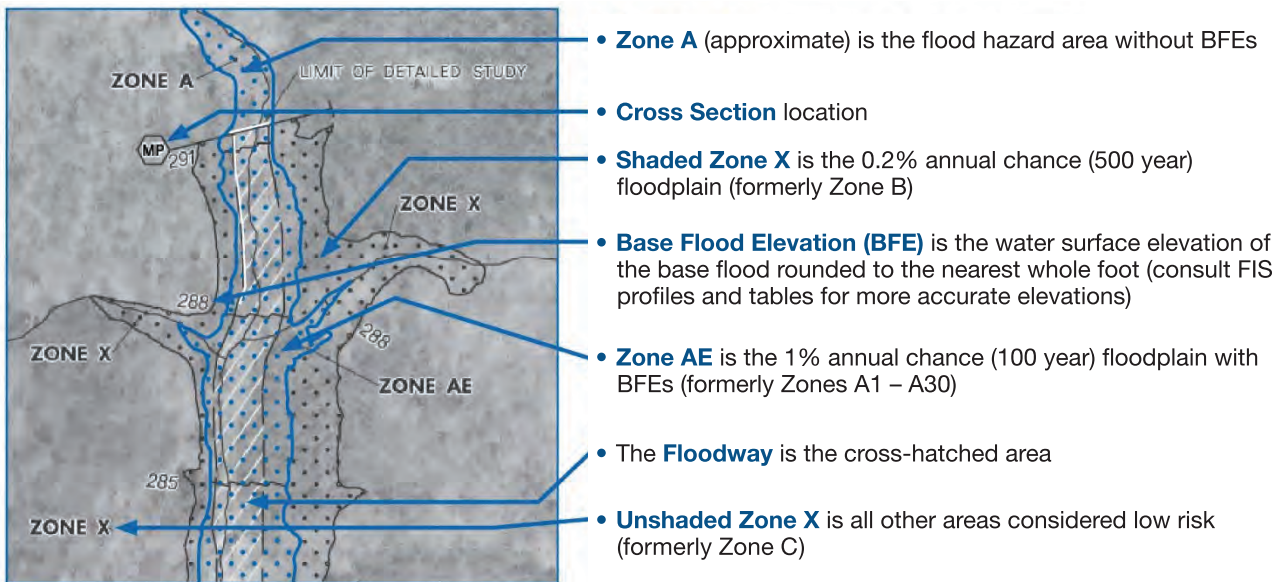 ZONE A
LIMIT OF DETAILED STUDY
MP
291
ZONE X
288
288
ZONE X
ZONE AE
285
ZONE X
• Zone A (approximate) is the flood hazard area without BFEs
• Cross Section location
• Shaded Zone X is the 0.2% annual chance (500 year)
floodplain (formerly Zone B)
• Base Flood Elevation (BFE) is the water surface elevation of
the base flood rounded to the nearest whole foot (consult FIS
profiles and tables for more accurate elevations)
• Zone AE is the 1% annual chance (100 year) floodplain with
BFEs (formerly Zones A1 – A30)
• The Floodway is the cross-hatched area
• Unshaded Zone X is all other areas considered low risk
(formerly Zone C)